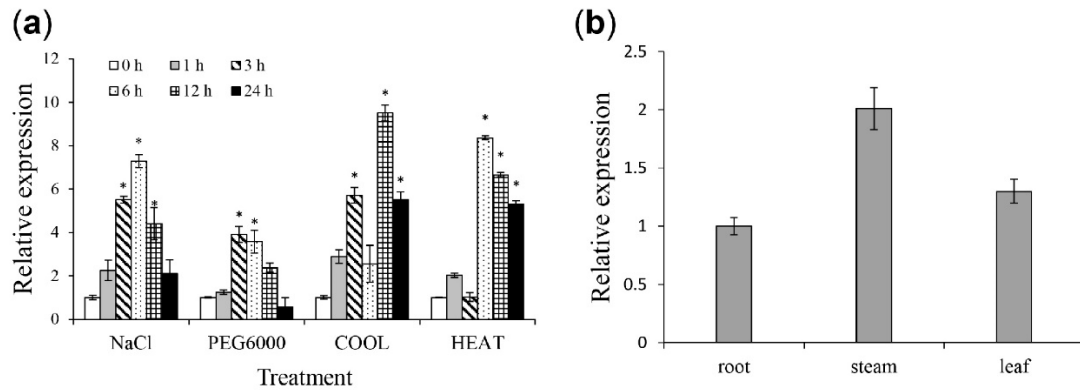 (a)
Relative expression
12
10
8
6
4
2
0
0 h 1 h 3 h
6 h 12 h 24 h
* * *
* *
* * *
* * *
NaCl PEG6000 COOL HEAT
Treatment
(b)
Relative expression
2.5
2
1.5
1
0.5
0
root steam leaf